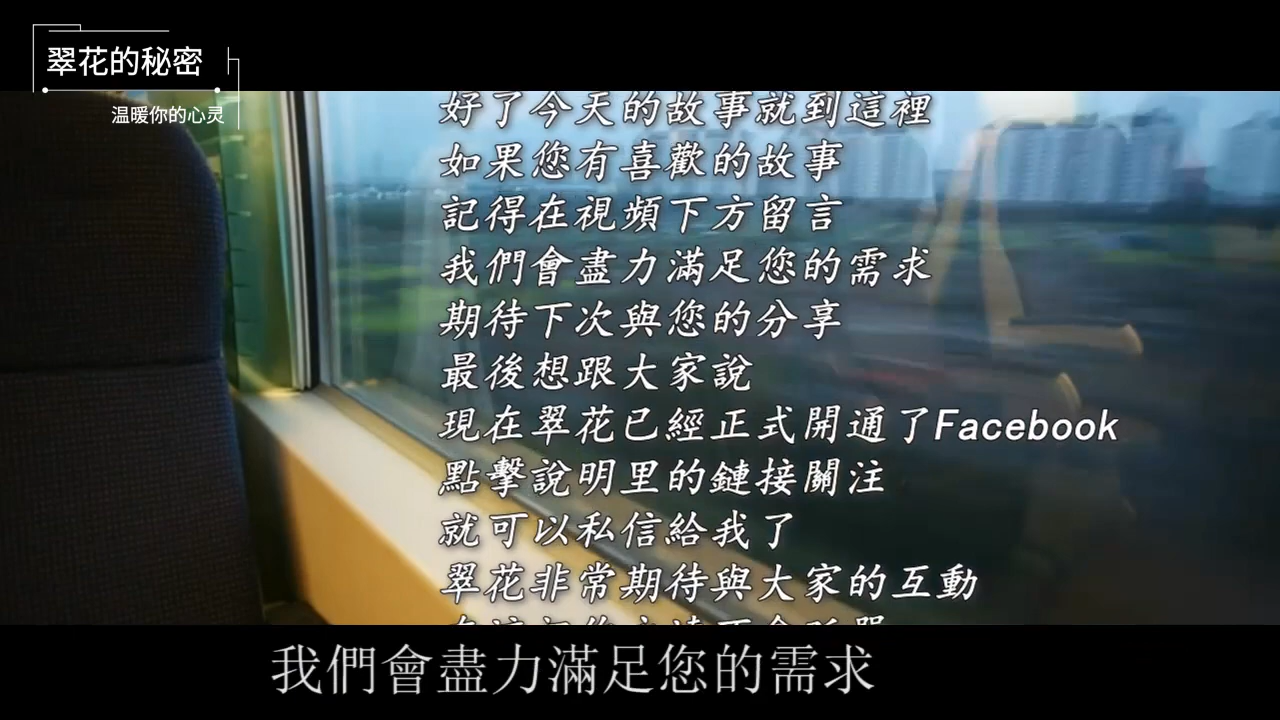 翠花的秘密
温暖你的心灵
好了今天的故事就到這裡
如果您有喜歡的故事
記得在視頻下方留言
我們會盡力滿足您的需求
期待下次與您的分享
最後想跟大家說
現在翠花已經正式開通了Facebook
點擊說明里的鏈接關注
就可以私信給我了
翠花非常期待與大家的互動
我們會盡力滿足您的需求